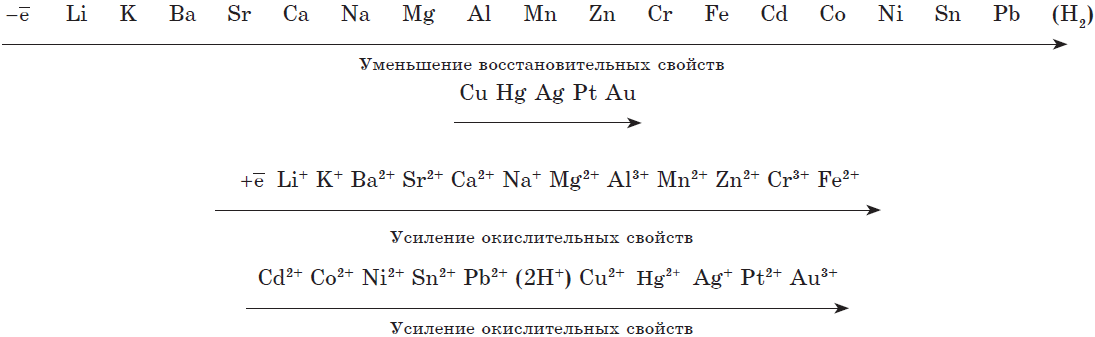 −e̅ Li K Ba Sr Ca Na Mg Al Mn Zn Cr Fe Cd Co Ni Sn Pb (H₂)
Уменьшение восстановительных свойств
Cu Hg Ag Pt Au
+e̅ Li⁺ K⁺ Ba²⁺ Sr²⁺ Ca²⁺ Na⁺ Mg²⁺ Al³⁺ Mn²⁺ Zn²⁺ Cr³⁺ Fe²⁺
Усиление окислительных свойств
Cd²⁺ Co²⁺ Ni²⁺ Sn²⁺ Pb²⁺ (2H⁺) Cu²⁺ Hg²⁺ Ag⁺ Pt²⁺ Au³⁺
Усиление окислительных свойств